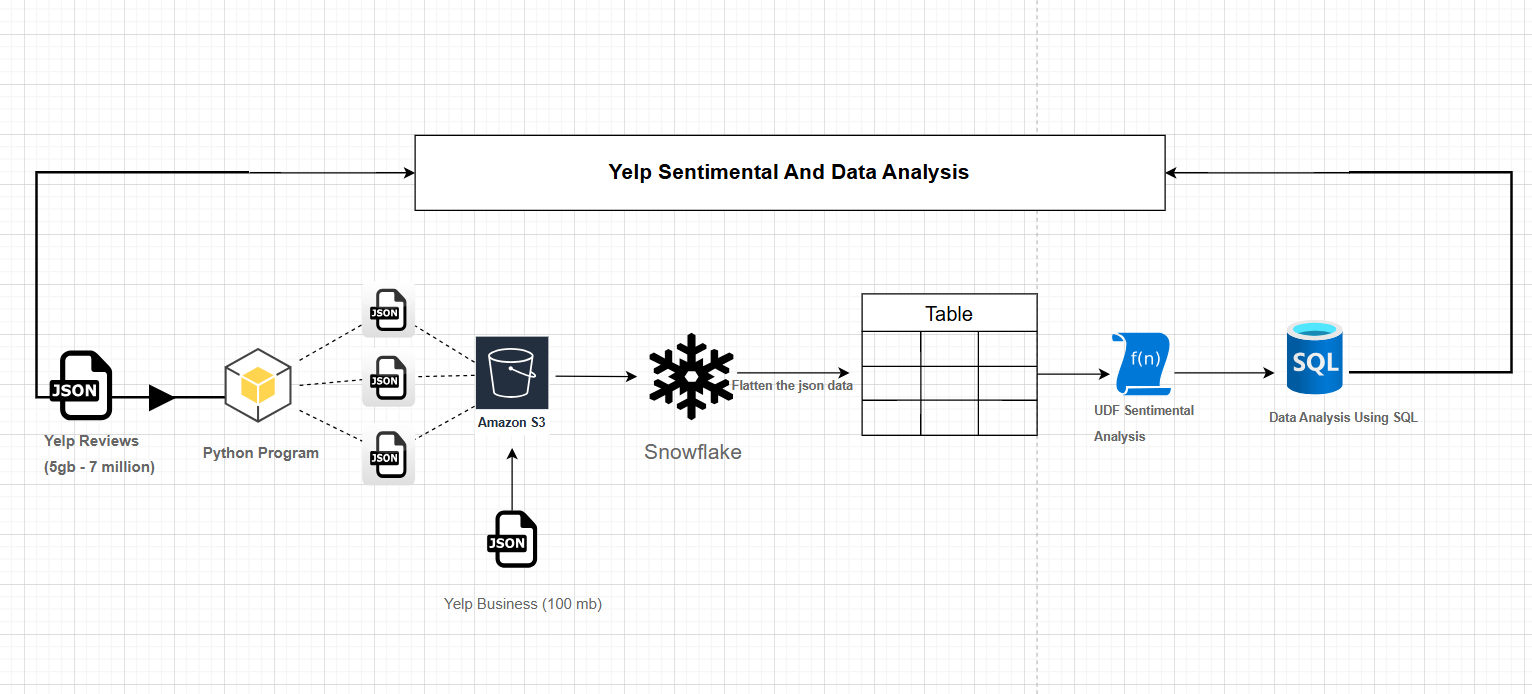 Yelp Sentimental And Data Analysis
JSON
Yelp Reviews
(5gb - 7 million)
Python Program
JSON
JSON
JSON
Amazon S3
JSON
Yelp Business (100 mb)
Snowflake
Flatten the json data
Table
f(n)
UDF Sentimental
Analysis
SQL
Data Analysis Using SQL